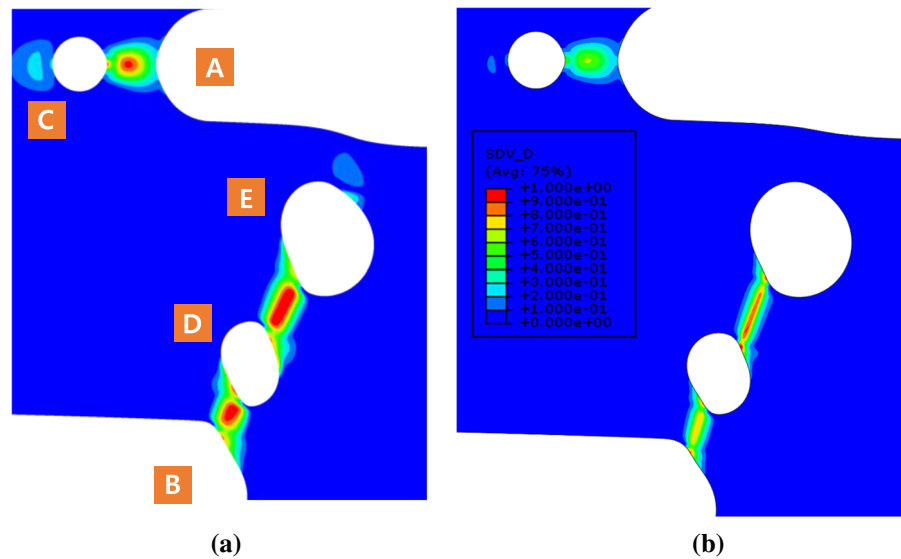 A
C
E
D
B
SDV_D
(Avg: 75%)
+1.000e+00
+9.000e-01
+8.000e-01
+7.000e-01
+6.000e-01
+5.000e-01
+4.000e-01
+3.000e-01
+2.000e-01
+1.000e-01
+0.000e+00
(a)
(b)